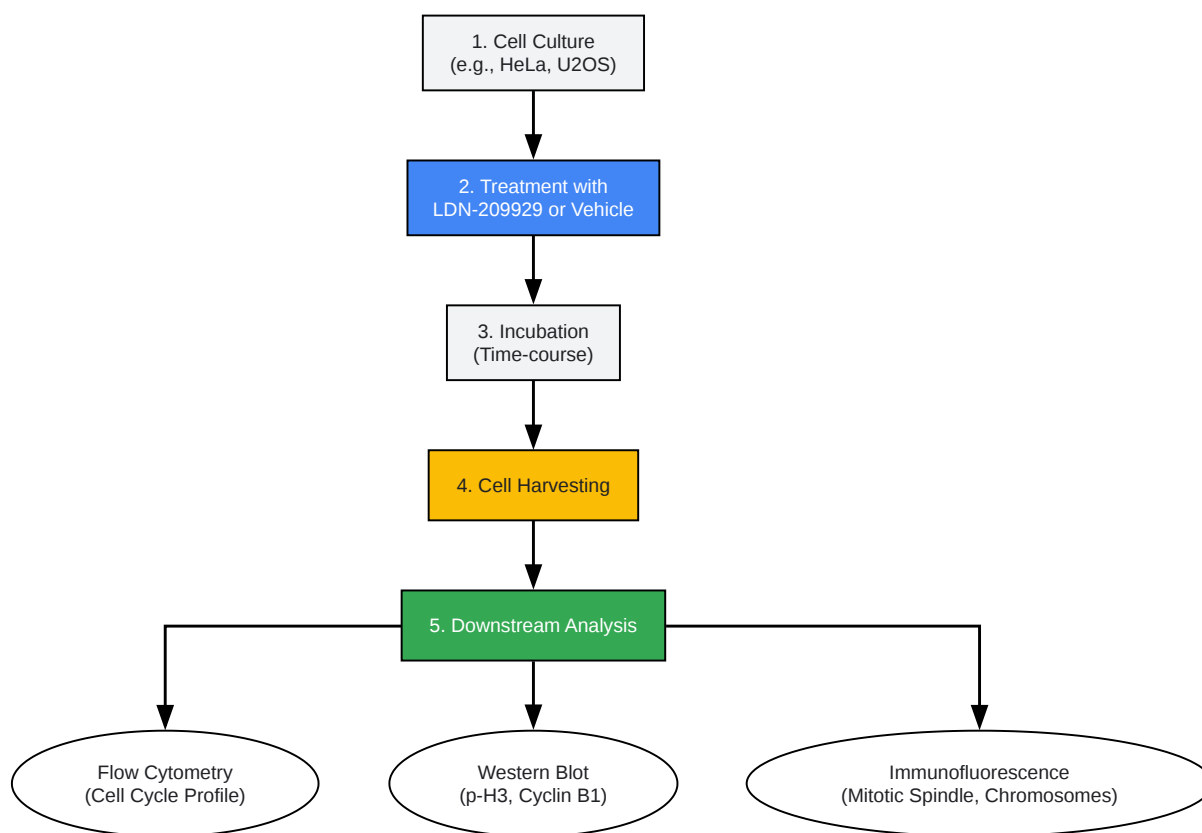 1. Cell Culture
(e.g., HeLa, U2OS)
2. Treatment with
LDN-209929 or Vehicle
3. Incubation
(Time-course)
4. Cell Harvesting
5. Downstream Analysis
Flow Cytometry
(Cell Cycle Profile)
Western Blot
(p-H3, Cyclin B1)
Immunofluorescence
(Mitotic Spindle, Chromosomes)